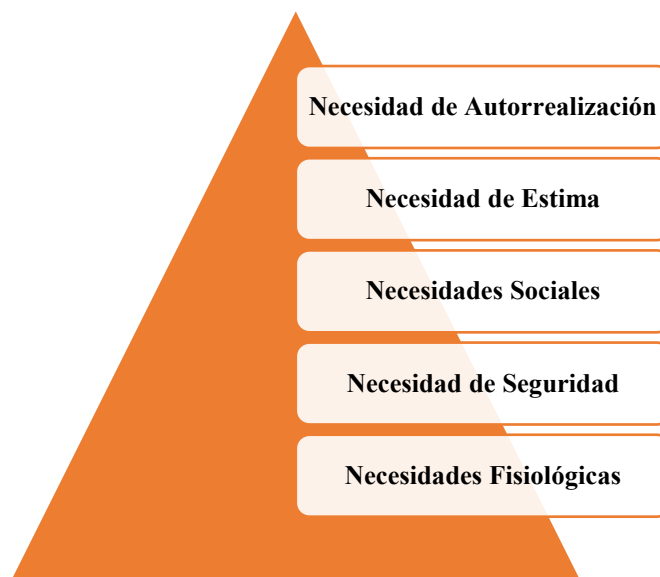 Necesidad de Autorrealización
Necesidad de Estima
Necesidades Sociales
Necesidad de Seguridad
Necesidades Fisiológicas